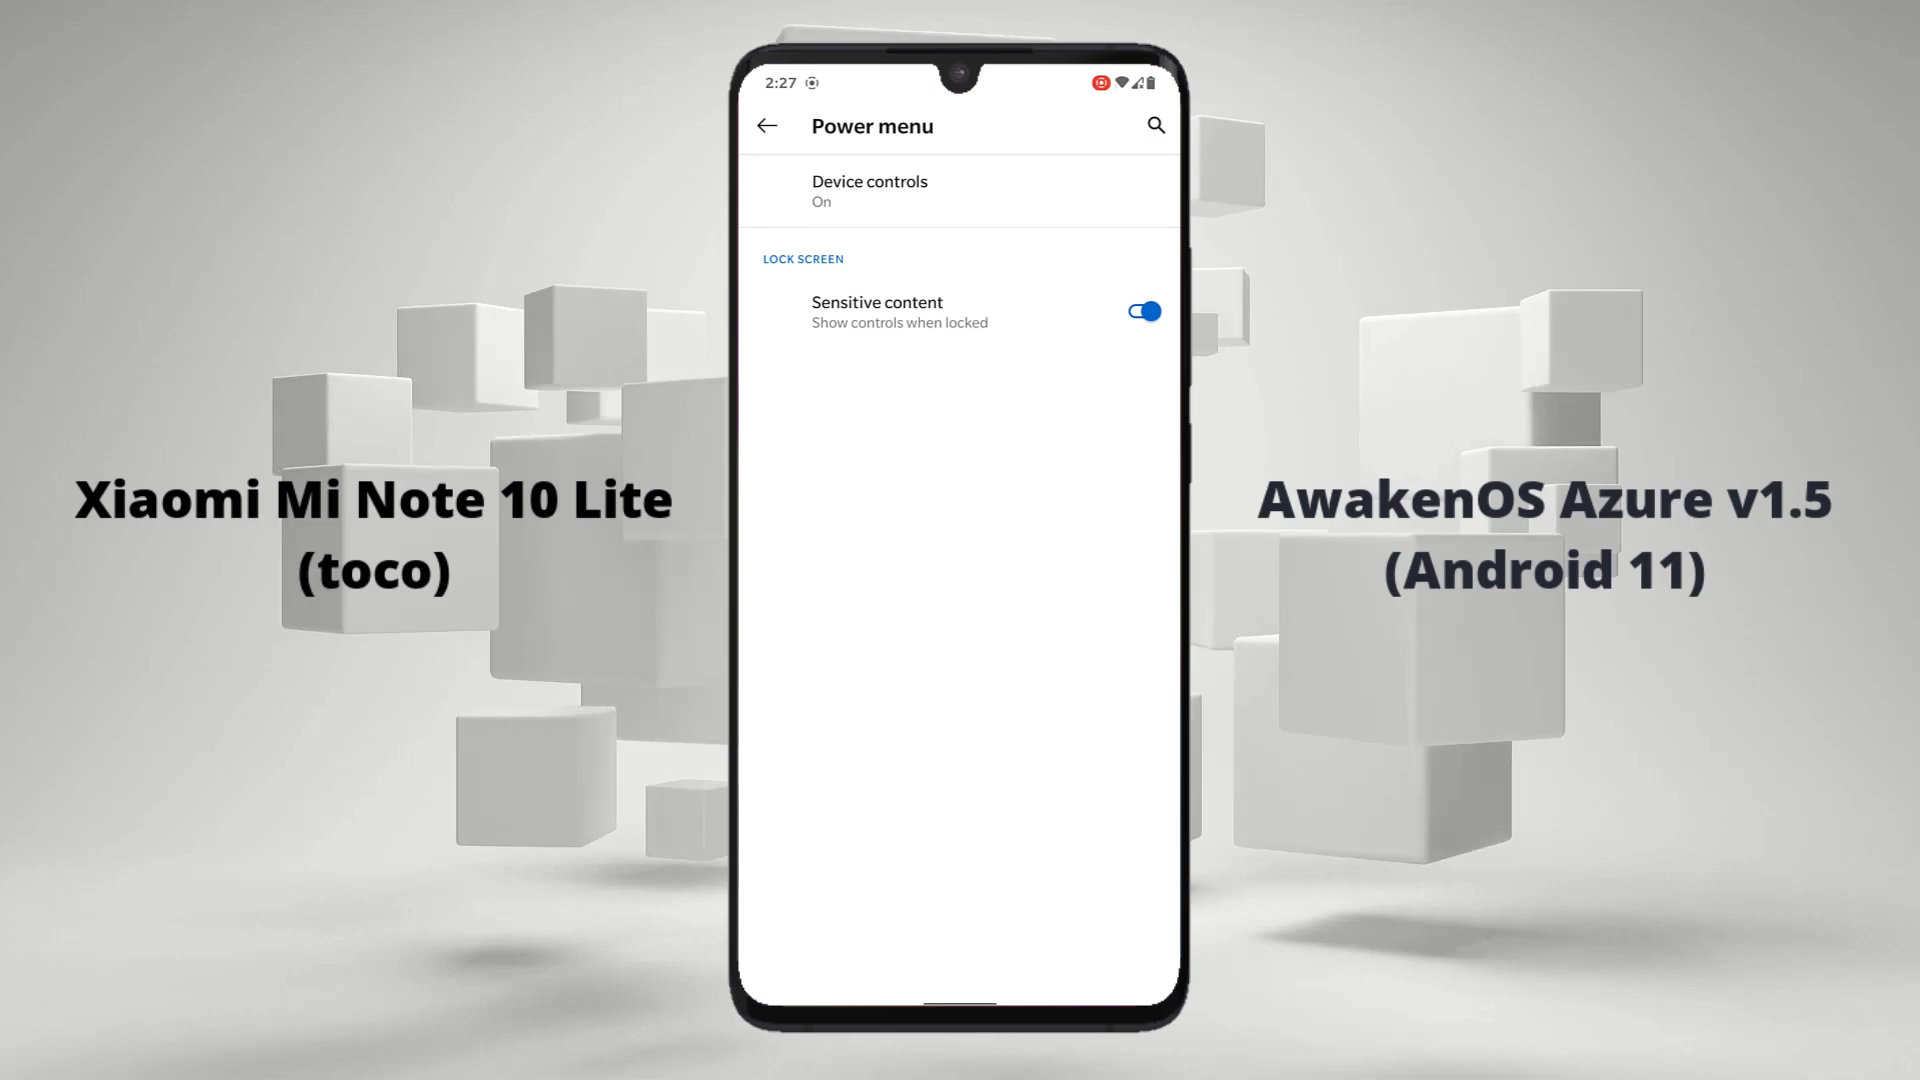 2:27
Power menu
Device controls
On
LOCK SCREEN
Sensitive content
Show controls when locked
Xiaomi Mi Note 10 Lite
(toco)
AwakenOS Azure v1.5
(Android 11)